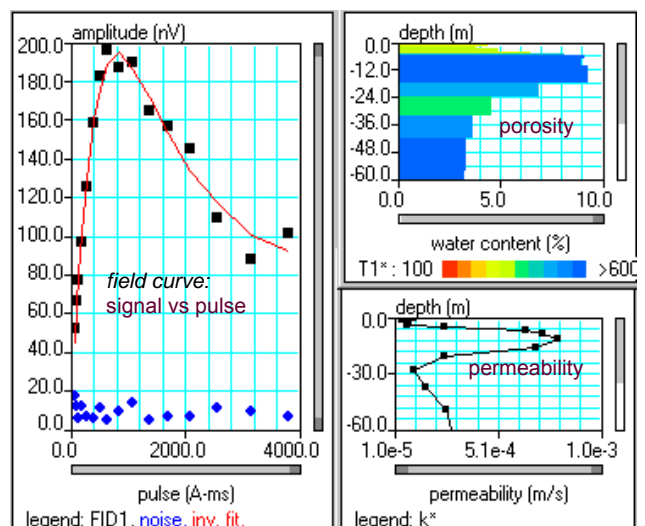 amplitude (nV)
200.0
180.0
160.0
140.0
120.0
100.0
80.0
60.0
40.0
20.0
0.0
field curve:
signal vs pulse
0.0
2000.0
4000.0
pulse (A-ms)
legend: FID1, noise, inv. fit.
depth (m)
0.0
-12.0
-24.0
-36.0
-48.0
-60.0
porosity
0.0
5.0
10.0
water content (%)
T1* : 100
>600
depth (m)
0.0
-30.0
-60.0
permeability
1.0e-5
5.1e-4
1.0e-3
permeability (m/s)
legend: k*